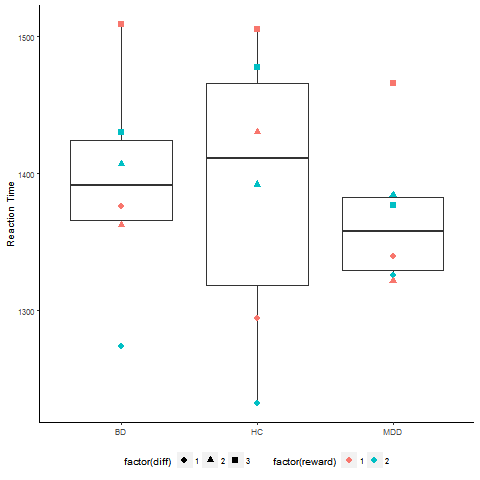 1500
1400
1300
Reaction Time
BD HC MDD
factor(diff) 1 2 3 factor(reward) 1 2